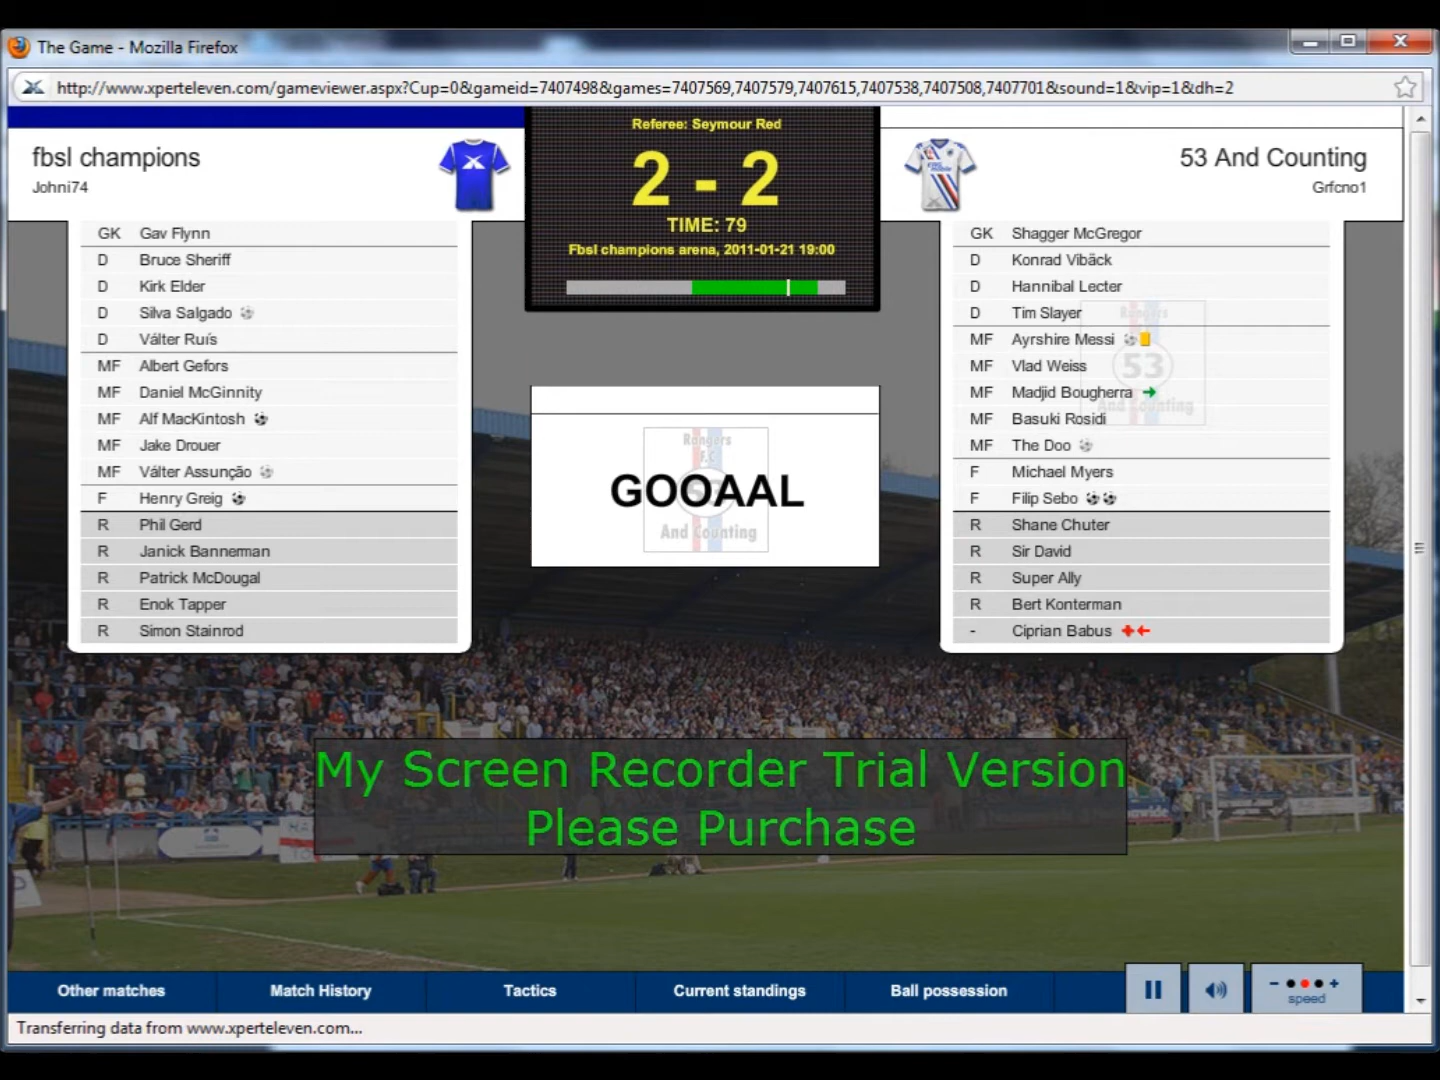 The Game - Mozilla Firefox
http://www.xperteleven.com/gameviewer.aspx?Cup=0&gameid=7407498&games=7407569,7407579,7407615,7407538,7407508,7407701&sound=1&vip=1&dh=2
fbsl champions
Johni74
Referee: Seymour Red
2 - 2
TIME: 79
Fbsl champions arena, 2011-01-21 19:00
53 And Counting
Grfcno1
GK Gav Flynn
D Bruce Sheriff
D Kirk Elder
D Silva Salgado
D Válter Ruís
MF Albert Gefors
MF Daniel McGinnity
MF Alf MacKintosh
MF Jake Drouer
MF Válter Assunção
F Henry Greig
R Phil Gerd
R Janick Bannerman
R Patrick McDougal
R Enok Tapper
R Simon Stainrod
Rangers
F.C
GOOAAL
And Counting
GK Shagger McGregor
D Konrad Vibäck
D Hannibal Lecter
D Tim Slayer
MF Ayrshire Messi
MF Vlad Weiss
MF Madjid Bougherra
MF Basuki Rosidi
MF The Doo
F Michael Myers
F Filip Sebo
R Shane Chuter
R Sir David
R Super Ally
R Bert Konterman
- Ciprian Babus
Rangers
53
And Counting
My Screen Recorder Trial Version
Please Purchase
Other matches
Match History
Tactics
Current standings
Ball possession
- +
speed
Transferring data from www.xperteleven.com...